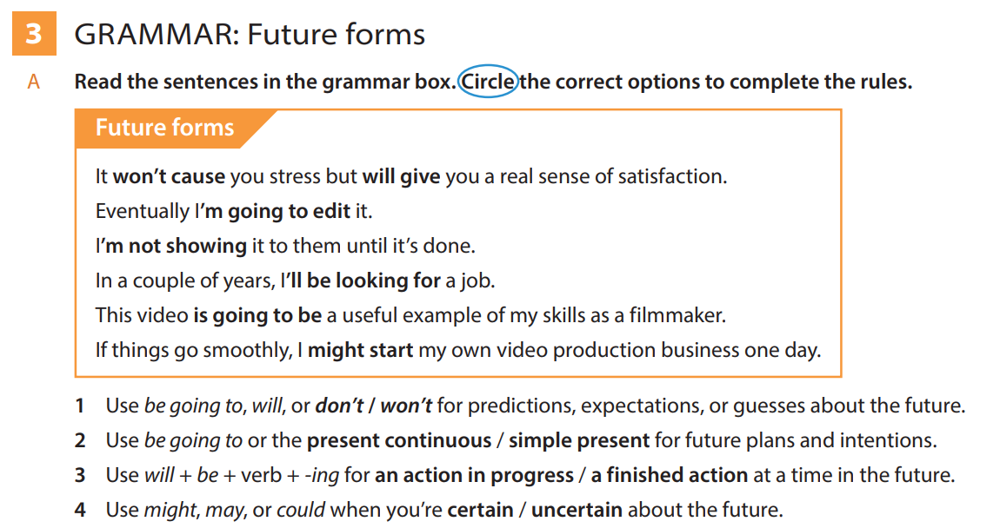 3 GRAMMAR: Future forms
A Read the sentences in the grammar box. Circle the correct options to complete the rules.
Future forms
It won’t cause you stress but will give you a real sense of satisfaction.
Eventually I’m going to edit it.
I’m not showing it to them until it’s done.
In a couple of years, I’ll be looking for a job.
This video is going to be a useful example of my skills as a filmmaker.
If things go smoothly, I might start my own video production business one day.
1 Use be going to, will, or don’t / won’t for predictions, expectations, or guesses about the future.
2 Use be going to or the present continuous / simple present for future plans and intentions.
3 Use will + be + verb + -ing for an action in progress / a finished action at a time in the future.
4 Use might, may, or could when you’re certain / uncertain about the future.